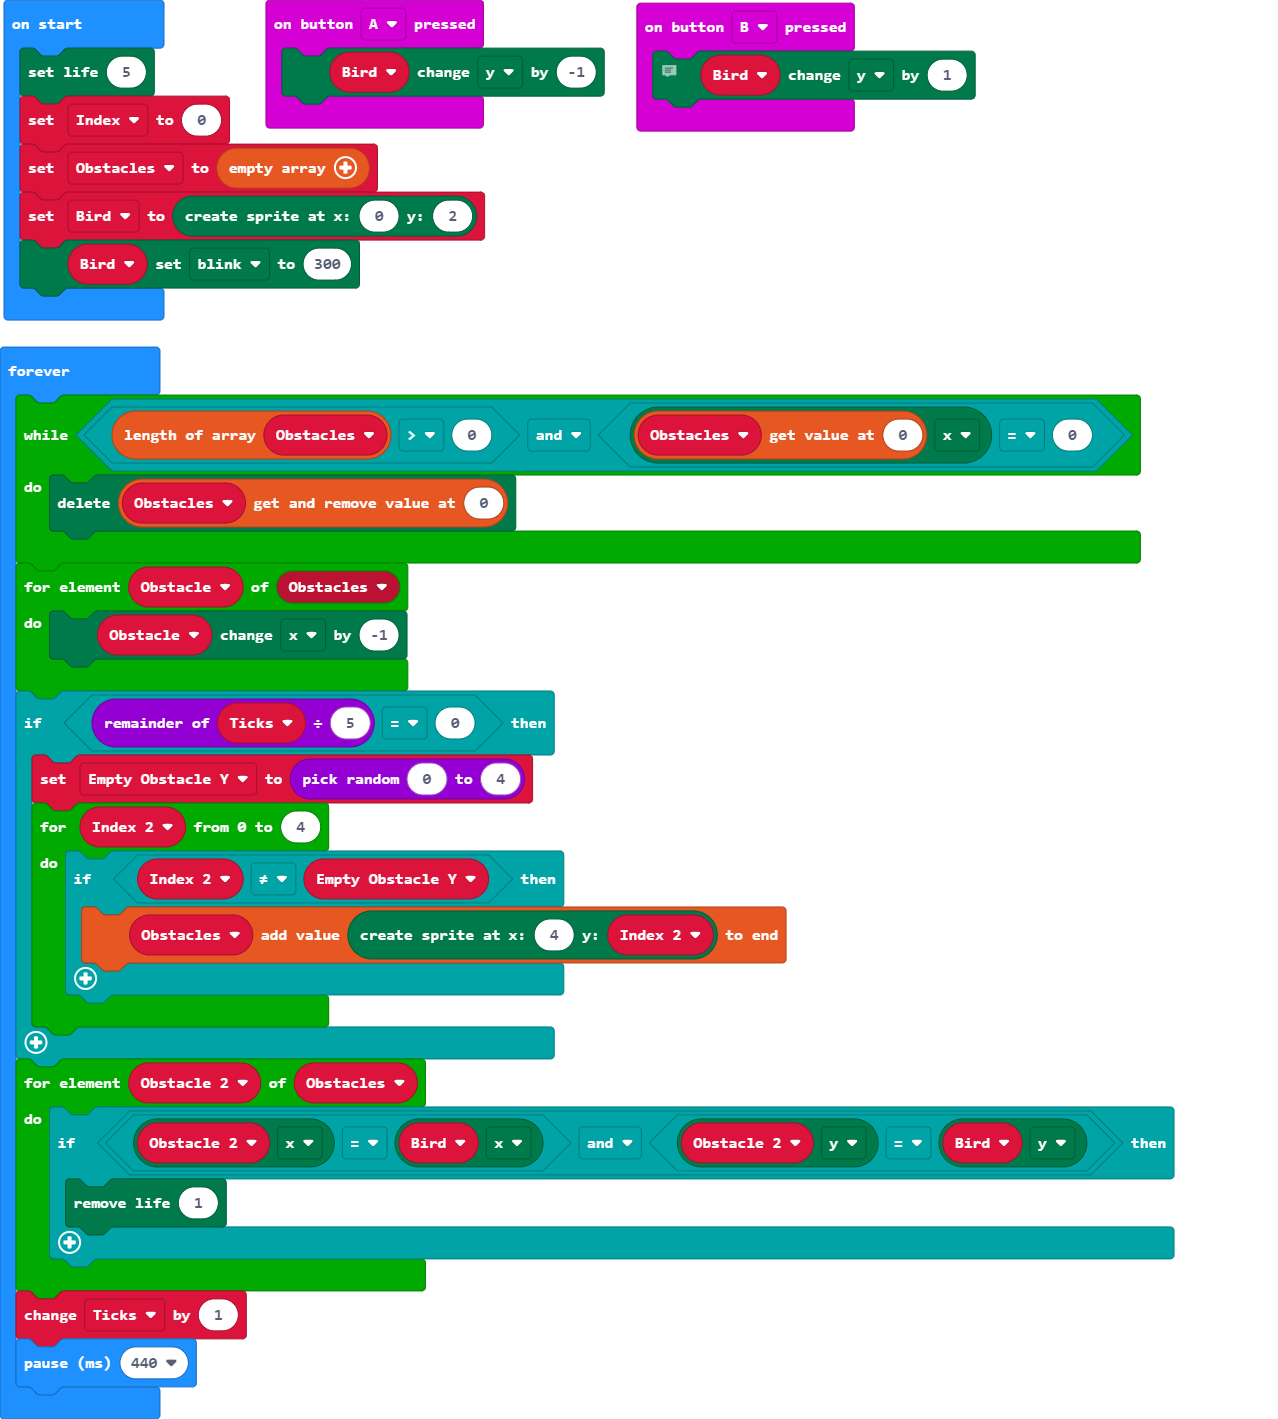 on start
set life 5
set Index to 0
set Obstacles to empty array
set Bird to create sprite at x: 0 y: 2
Bird set blink to 300
on button A pressed
Bird change y by -1
on button B pressed
Bird change y by 1
forever
while length of array Obstacles > 0 and Obstacles get value at 0 x = 0
do delete Obstacles get and remove value at 0
for element Obstacle of Obstacles
do Obstacle change x by -1
if remainder of Ticks ÷ 5 = 0 then
set Empty Obstacle Y to pick random 0 to 4
for Index 2 from 0 to 4
do if Index 2 ≠ Empty Obstacle Y then
Obstacles add value create sprite at x: 4 y: Index 2 to end
for element Obstacle 2 of Obstacles
do if Obstacle 2 x = Bird x and Obstacle 2 y = Bird y then
remove life 1
change Ticks by 1
pause (ms) 440